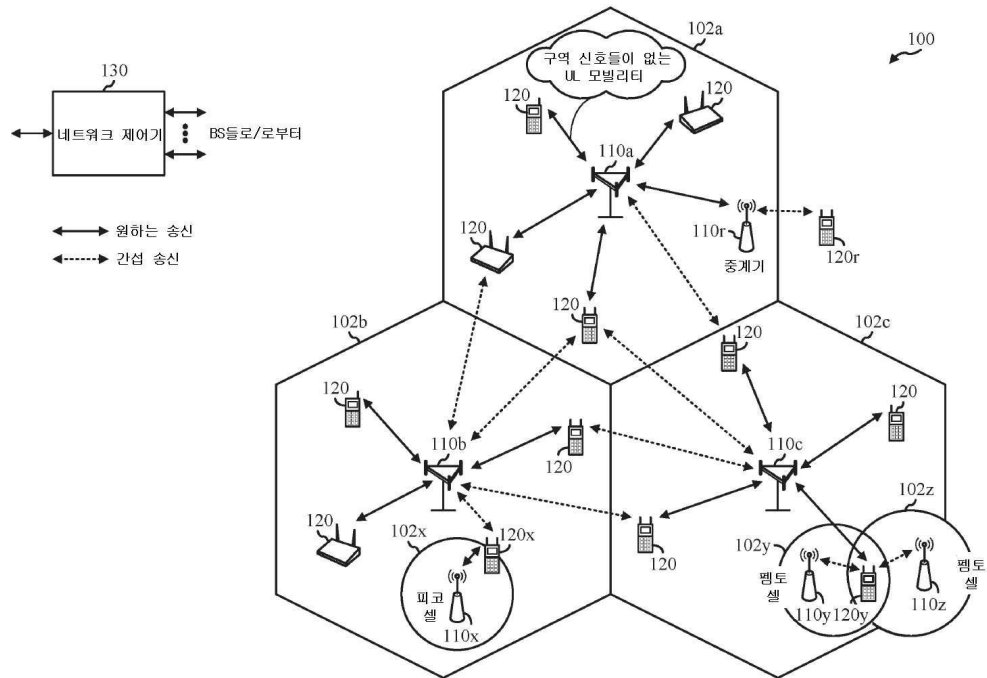 102a
100
구역 신호들이 없는
UL 모빌리티
130
네트워크 제어기
BS들로/로부터
120
120
110a
원하는 송신
간섭 송신
120
110r
중계기
120r
102b
120
120
102c
120
120
110b
120
110c
120
102z
120
102x
120x
120
102y
피코
셀
110x
펨토
셀
110y
120y
110z
펨토
셀